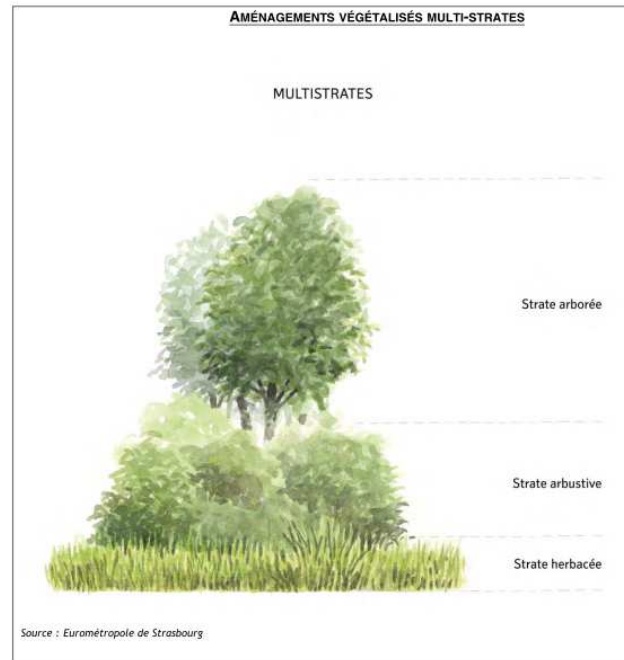 AMÉNAGEMENTS VÉGÉTALISÉS MULTI-STRATES
MULTISTRATES
Strate arborée
Strate arbustive
Strate herbacée
Source : Eurométropole de Strasbourg